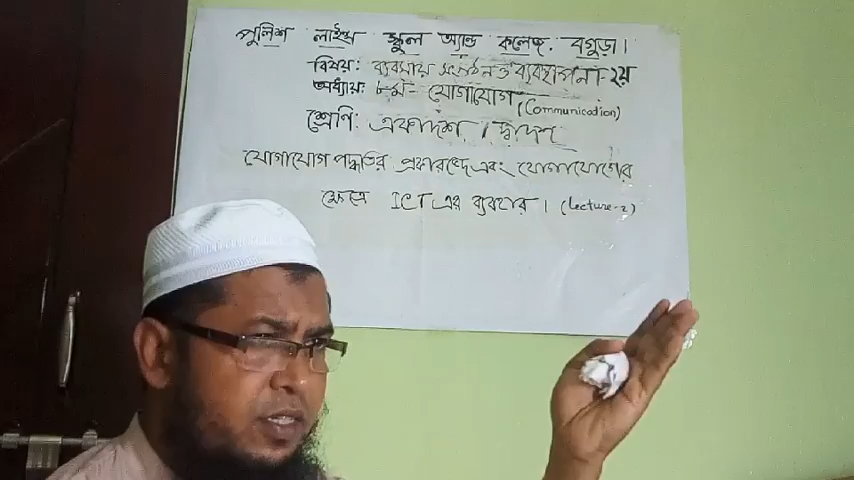 পুলিশ লাইন্স স্কুল অ্যান্ড কলেজ. বগুড়া।
বিষয়: ব্যবসায় সংগঠন ও ব্যবস্থাপনা ২য়
অধ্যায়: ৮ম- যোগাযোগ (Communication)
শ্রেণি: একাদশ / দ্বাদশ
যোগাযোগ পদ্ধতির প্রকারভেদ এবং যোগাযোগের
ক্ষেত্রে ICT এর ব্যবহার। (Lecture-2)